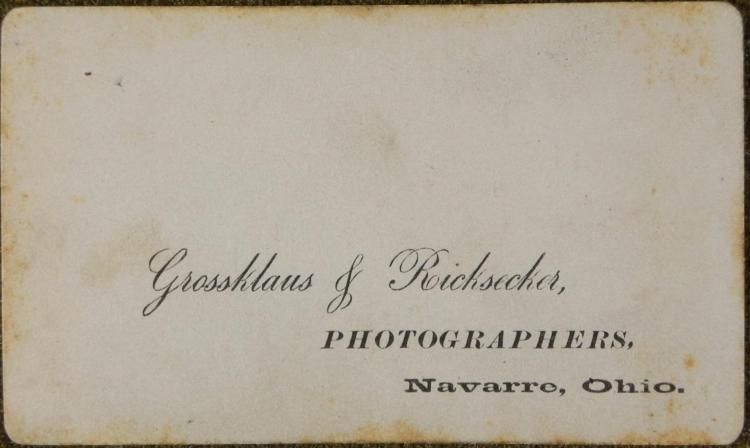 Grossklaus & Ricksecker,
PHOTOGRAPHERS,
Navarre, Ohio.